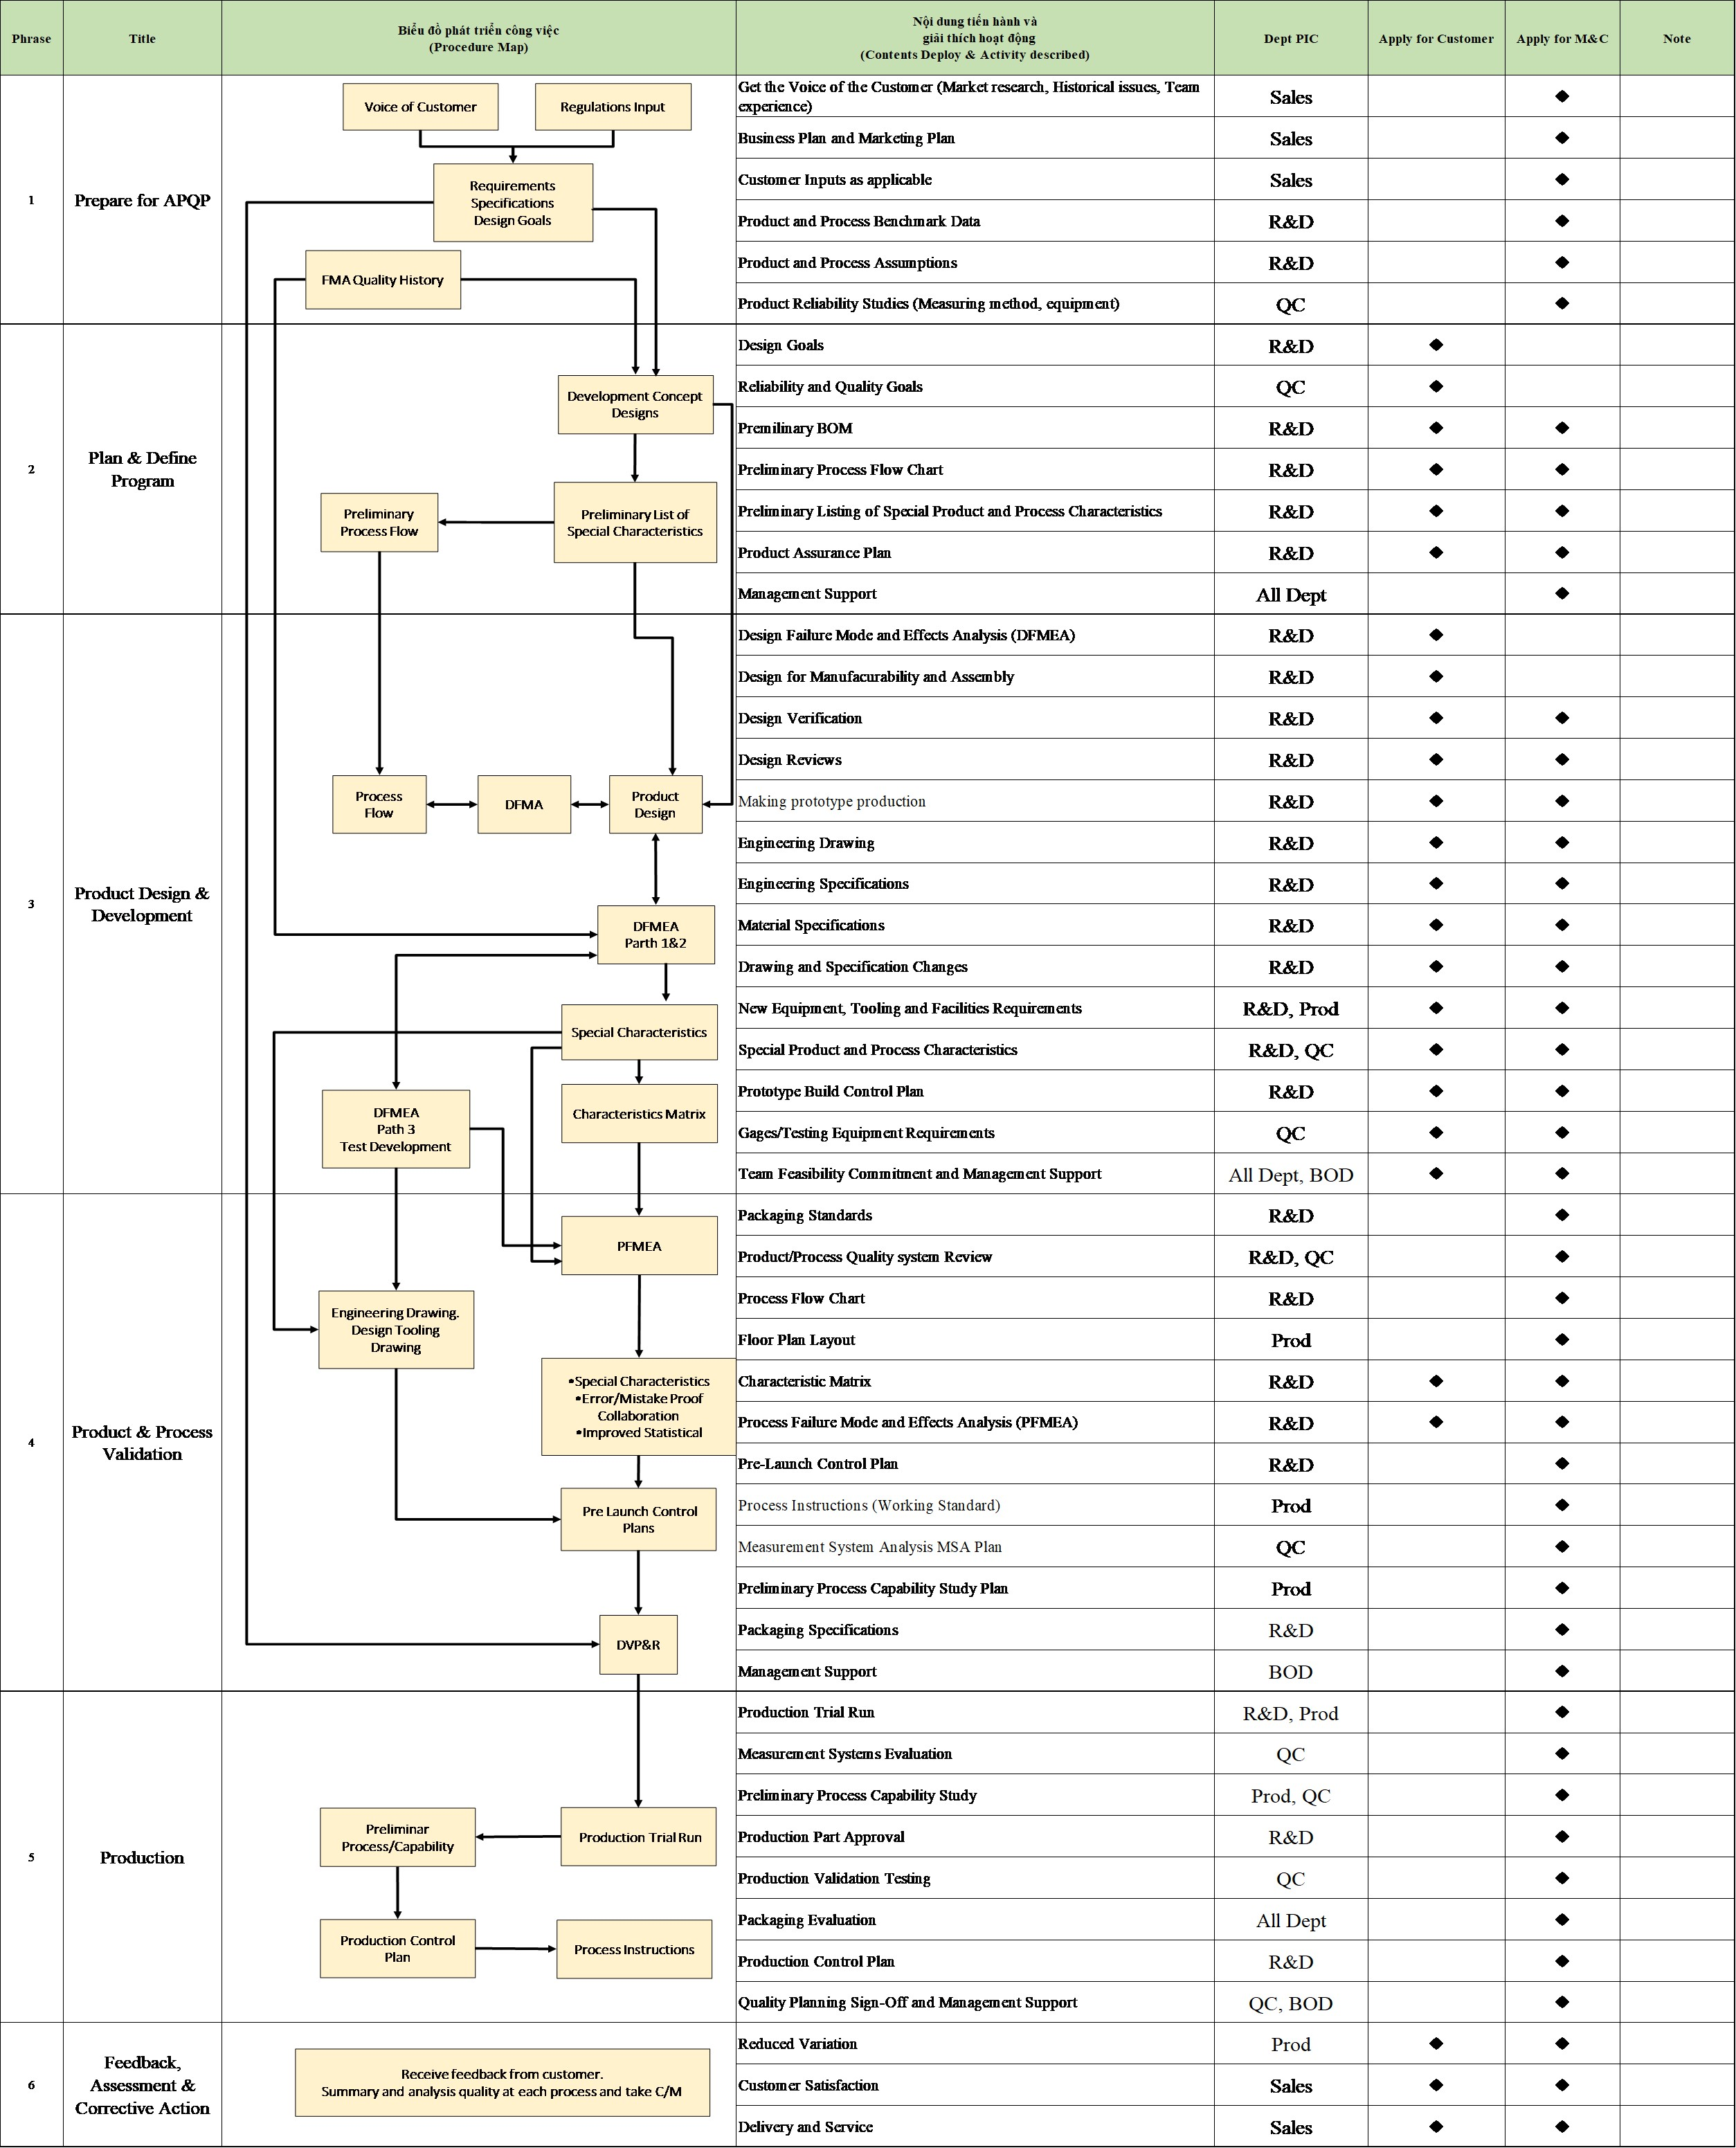 Phrase
Title
Biểu đồ phát triển công việc
(Procedure Map)
Nội dung tiến hành và
giải thích hoạt động
(Contents Deploy & Activity described)
Dept PIC
Apply for Customer
Apply for M&C
Note
1
Prepare for APQP
Voice of Customer
Regulations Input
Requirements
Specifications
Design Goals
FMA Quality History
Get the Voice of the Customer (Market research, Historical issues, Team
experience)
Sales
◆
Business Plan and Marketing Plan
Sales
◆
Customer Inputs as applicable
Sales
◆
Product and Process Benchmark Data
R&D
◆
Product and Process Assumptions
R&D
◆
Product Reliability Studies (Measuring method, equipment)
QC
◆
2
Plan & Define
Program
Development Concept
Designs
Preliminary
Process Flow
Preliminary List of
Special Characteristics
Design Goals
R&D
◆
Reliability and Quality Goals
QC
◆
Premilinary BOM
R&D
◆ ◆
Preliminary Process Flow Chart
R&D
◆ ◆
Preliminary Listing of Special Product and Process Characteristics
R&D
◆ ◆
Product Assurance Plan
R&D
◆ ◆
Management Support
All Dept
◆
3
Product Design &
Development
Process
Flow
DFMA
Product
Design
DFMEA
Parth 1&2
Special Characteristics
DFMEA
Path 3
Test Development
Characteristics Matrix
Design Failure Mode and Effects Analysis (DFMEA)
R&D
◆
Design for Manufacurability and Assembly
R&D
◆
Design Verification
R&D
◆ ◆
Design Reviews
R&D
◆ ◆
Making prototype production
R&D
◆ ◆
Engineering Drawing
R&D
◆ ◆
Engineering Specifications
R&D
◆ ◆
Material Specifications
R&D
◆ ◆
Drawing and Specification Changes
R&D
◆ ◆
New Equipment, Tooling and Facilities Requirements
R&D, Prod
◆ ◆
Special Product and Process Characteristics
R&D, QC
◆ ◆
Prototype Build Control Plan
R&D
◆ ◆
Gages/Testing Equipment Requirements
QC
◆ ◆
Team Feasibility Commitment and Management Support
All Dept, BOD
◆ ◆
4
Product & Process
Validation
PFMEA
Engineering Drawing.
Design Tooling
Drawing
•Special Characteristics
•Error/Mistake Proof
Collaboration
•Improved Statistical
Pre Launch Control
Plans
DVP&R
Packaging Standards
R&D
◆
Product/Process Quality system Review
R&D, QC
◆
Process Flow Chart
R&D
◆
Floor Plan Layout
Prod
◆
Characteristic Matrix
R&D
◆ ◆
Process Failure Mode and Effects Analysis (PFMEA)
R&D
◆ ◆
Pre-Launch Control Plan
R&D
◆
Process Instructions (Working Standard)
Prod
◆
Measurement System Analysis MSA Plan
QC
◆
Preliminary Process Capability Study Plan
Prod
◆
Packaging Specifications
R&D
◆
Management Support
BOD
◆
5
Production
Preliminar
Process/Capability
Production Trial Run
Production Control
Plan
Process Instructions
Production Trial Run
R&D, Prod
◆
Measurement Systems Evaluation
QC
◆
Preliminary Process Capability Study
Prod, QC
◆
Production Part Approval
R&D
◆
Production Validation Testing
QC
◆
Packaging Evaluation
All Dept
◆
Production Control Plan
R&D
◆
Quality Planning Sign-Off and Management Support
QC, BOD
◆
6
Feedback,
Assessment &
Corrective Action
Receive feedback from customer.
Summary and analysis quality at each process and take C/M
Reduced Variation
Prod
◆ ◆
Customer Satisfaction
Sales
◆ ◆
Delivery and Service
Sales
◆ ◆